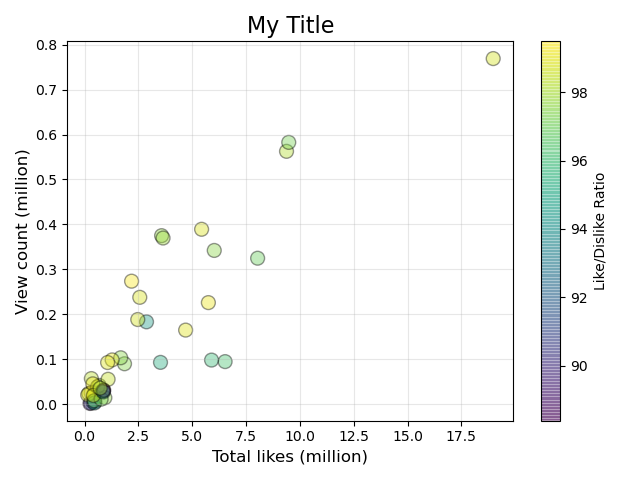 My Title
0.8
0.7
0.6
0.5
0.4
0.3
0.2
0.1
0.0
View count (million)
0.0 2.5 5.0 7.5 10.0 12.5 15.0 17.5
Total likes (million)
98
96
94
92
90
Like/Dislike Ratio